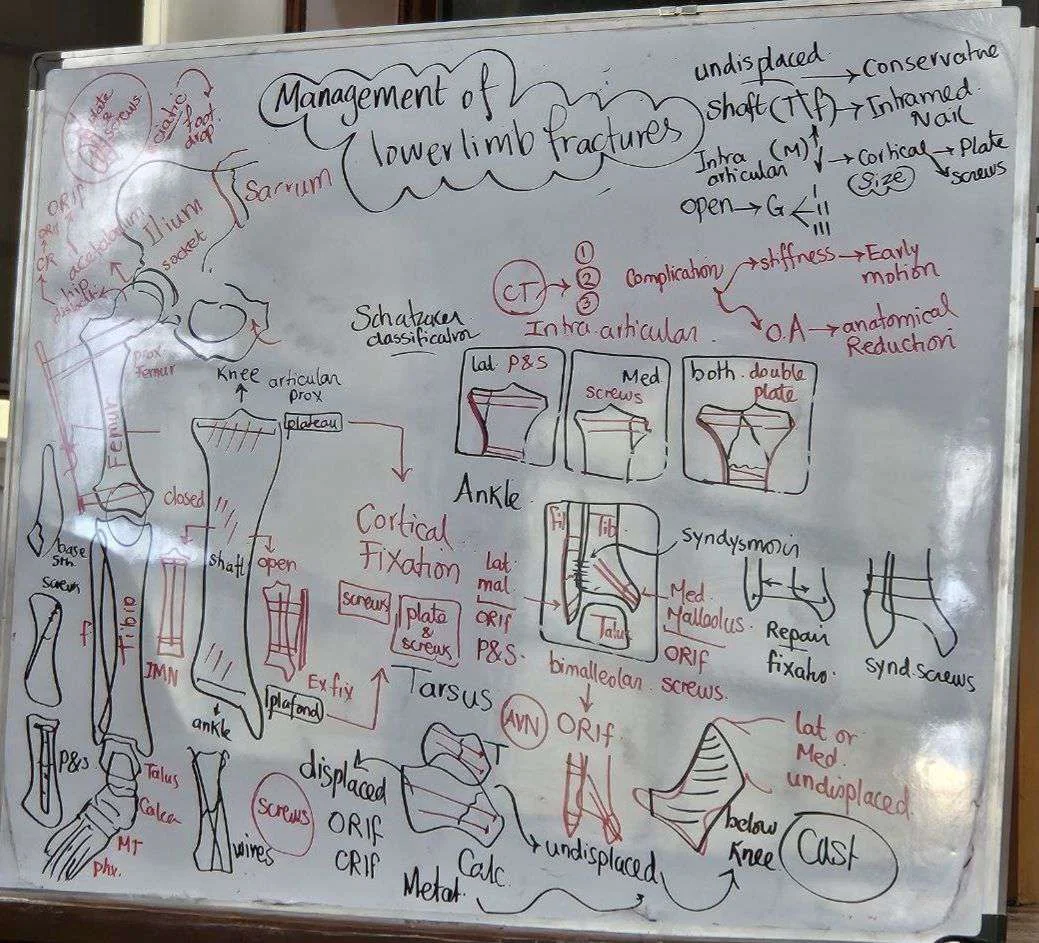 Management of
lower limb fractures
undisplaced → Conservative
Shaft (T/f) → Intramed.
Nail
Intra (M)
articular
→ Cortical → Plate
Size
screws
open → G < I
II
III
plate
&
screws
sciatic
foot
drop.
ORIF
CR
acetabulum
hip
Ilium
socket
Sacrum
prox
femur
Femur
CT → ①
②
③
Intra articular
Complication → stiffness → Early
motion
O.A → anatomical
Reduction
Schatzker
classification
lat. P&S
Med
screws
both . double
plate
Knee articular
prox
plateau
closed
shaft
open
IMN
Ex fix
ankle
plafond
Cortical
Fixation
screws
plate
&
screws
base
5th
screw
f
Tibia
P&S
Talus
Calca
MT
phx.
wires
screws
Ankle
lat.
mal.
ORIF
P&S.
Fib
Tib
Talus
syndysmosis
Med.
Malleolus.
ORIF
screws.
Repair
fixatio.
Synd. screws
bimalleolar
ORIF
AVN
Tarsus
T
Calc.
Metat.
displaced
ORIF
CRIF
undisplaced
lat or
Med.
undisplaced
below
Knee
Cast